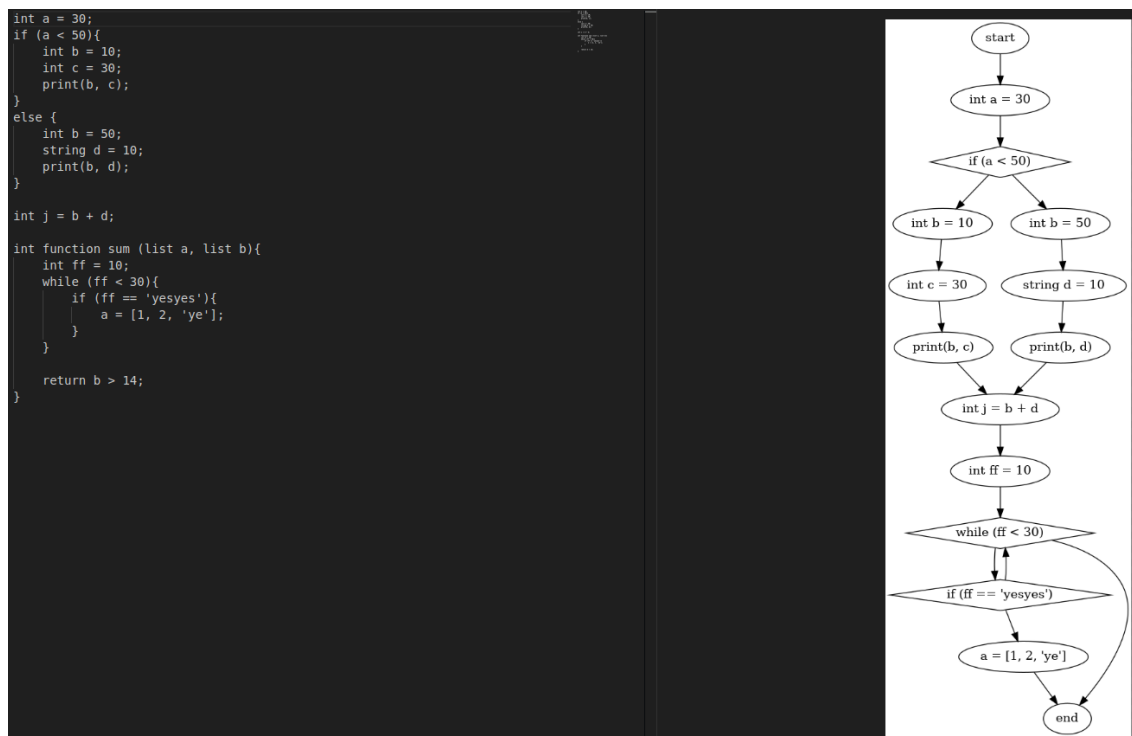 int a = 30;
if (a < 50){
    int b = 10;
    int c = 30;
    print(b, c);
}
else {
    int b = 50;
    string d = 10;
    print(b, d);
}

int j = b + d;

int function sum (list a, list b){
    int ff = 10;
    while (ff < 30){
        if (ff == 'yesyes'){
            a = [1, 2, 'ye'];
        }
    }

    return b > 14;
}
start
int a = 30
if (a < 50)
int b = 10
int b = 50
int c = 30
string d = 10
print(b, c)
print(b, d)
int j = b + d
int ff = 10
while (ff < 30)
if (ff == 'yesyes')
a = [1, 2, 'ye']
end